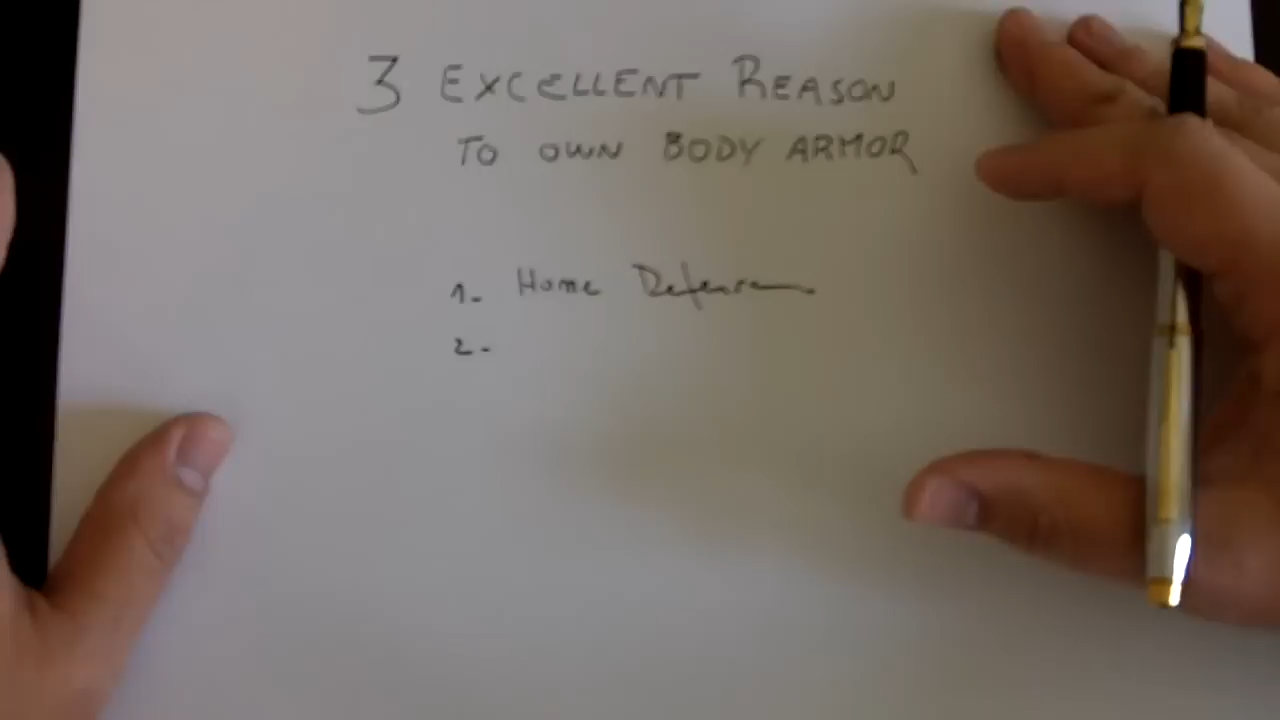 3 EXCELLENT REASON
TO OWN BODY ARMOR
1. Home Defense
2.